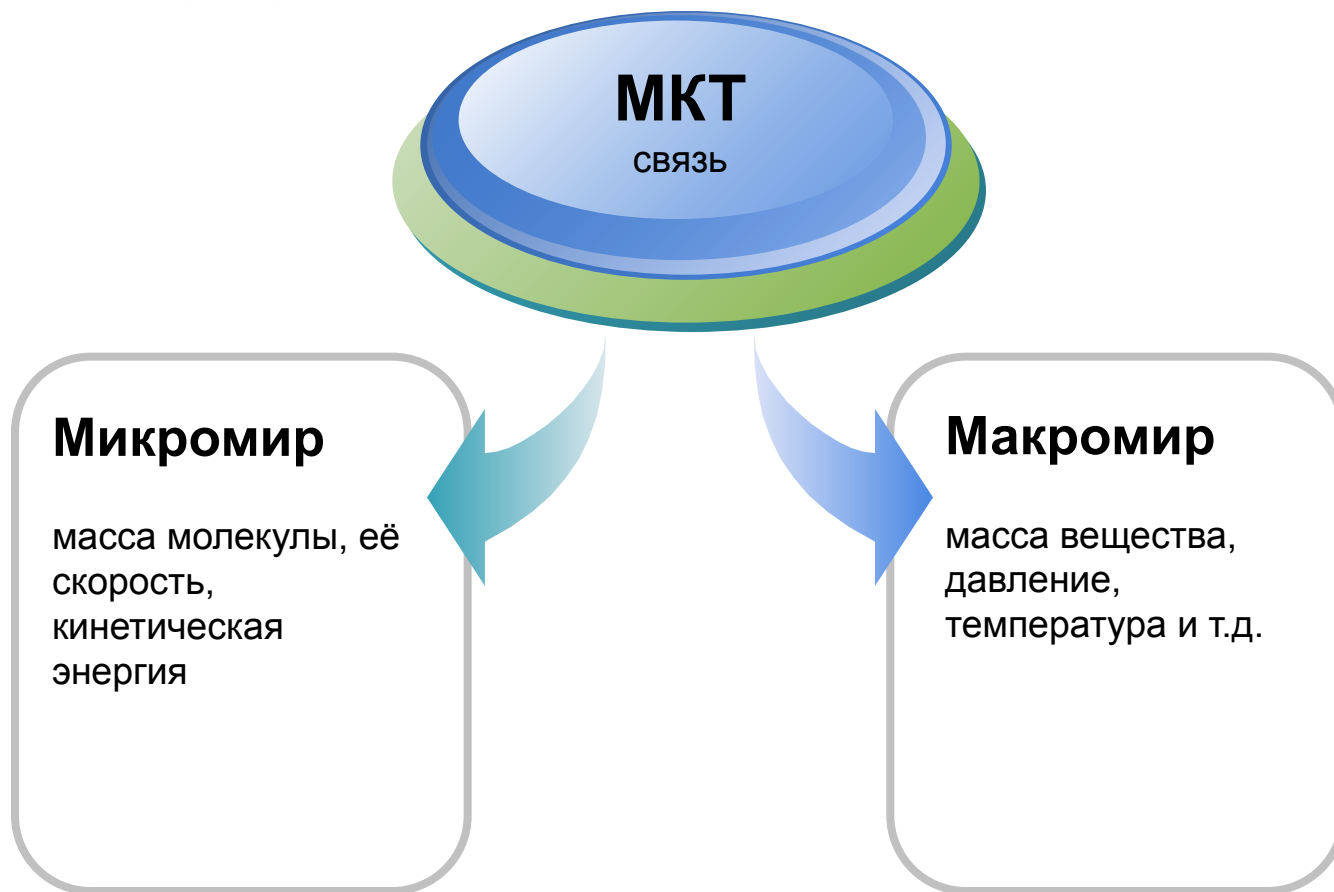 МКТ
связь
Микромир
масса молекулы, её
скорость,
кинетическая
энергия
Макромир
масса вещества,
давление,
температура и т.д.